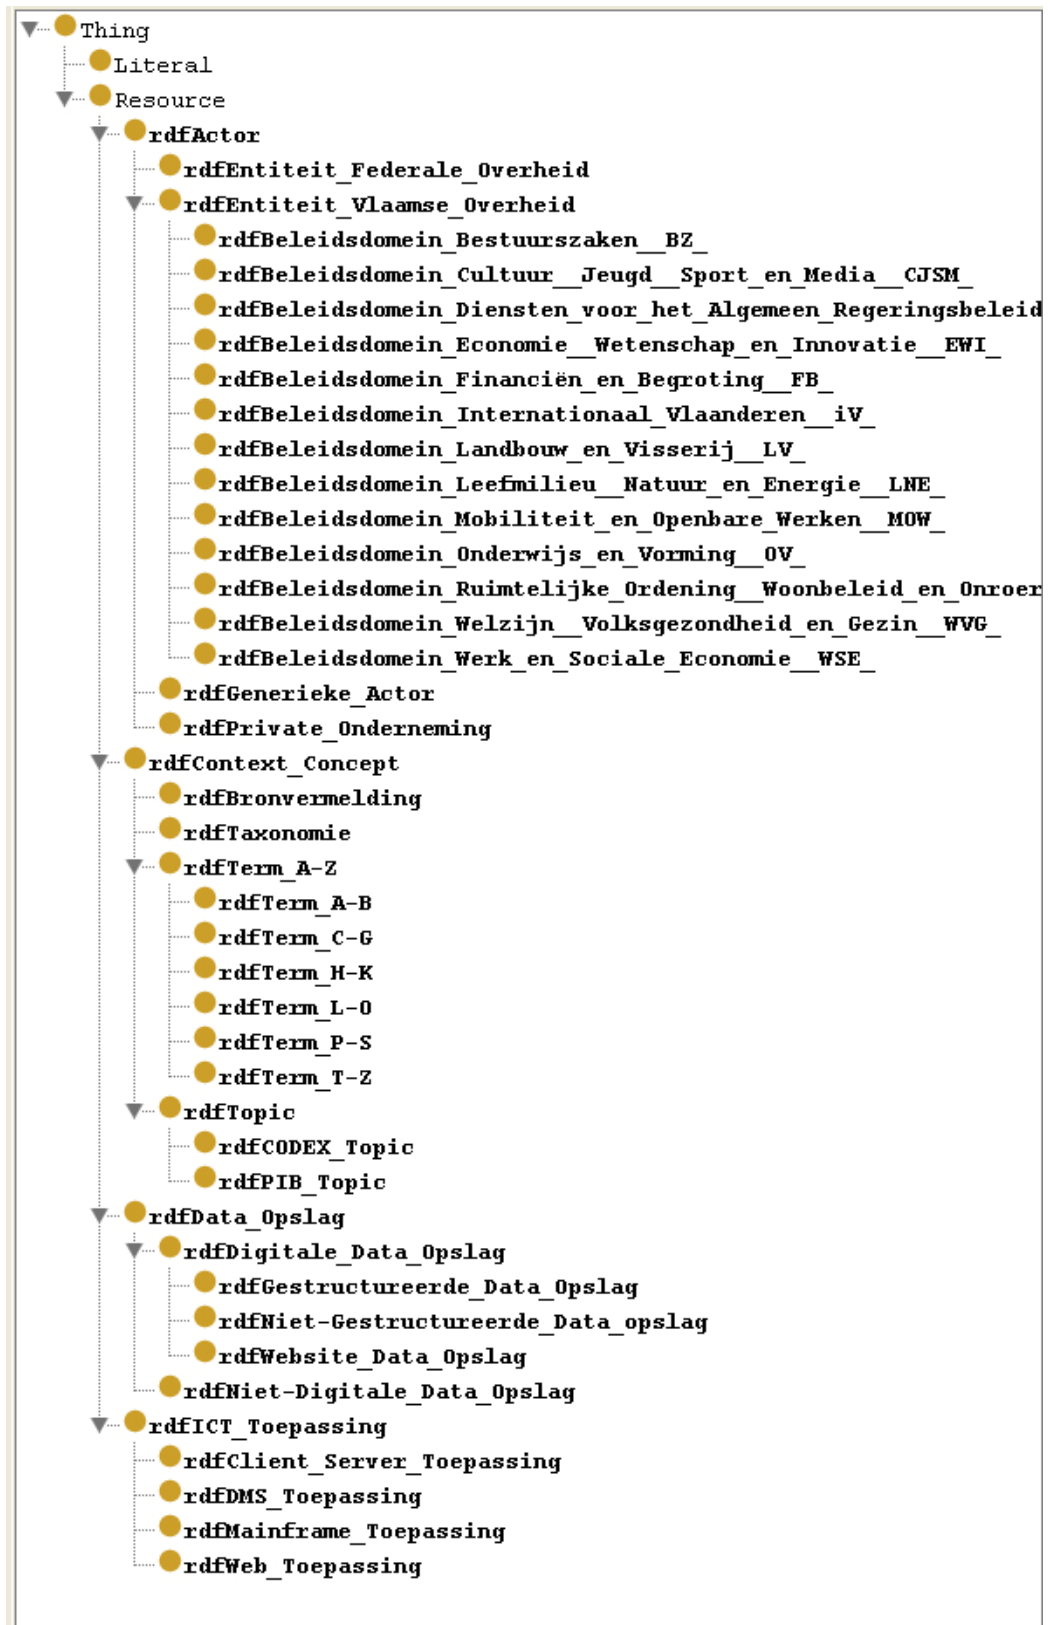 Thing
Literal
Resource
rdfActor
rdfEntiteit_Federale_Overheid
rdfEntiteit_Vlaamse_Overheid
rdfBeleidsdomein_Bestuurszaken__BZ_
rdfBeleidsdomein_Cultuur__Jeugd__Sport_en_Media__CJSM_
rdfBeleidsdomein_Diensten_voor_het_Algemeen_Regeringsbeleid
rdfBeleidsdomein_Economie__Wetenschap_en_Innovatie__EWI_
rdfBeleidsdomein_Financiën_en_Begroting__FB_
rdfBeleidsdomein_Internationaal_Vlaanderen__iV_
rdfBeleidsdomein_Landbouw_en_Visserij__LV_
rdfBeleidsdomein_Leefmilieu__Natuur_en_Energie__LNE_
rdfBeleidsdomein_Mobiliteit_en_Openbare_Werken__MOW_
rdfBeleidsdomein_Onderwijs_en_Vorming__OV_
rdfBeleidsdomein_Ruimtelijke_Ordening__Woonbeleid_en_Onroer
rdfBeleidsdomein_Welzijn__Volksgezondheid_en_Gezin__WVG_
rdfBeleidsdomein_Werk_en_Sociale_Economie__WSE_
rdfGenerieke_Actor
rdfPrivate_Onderneming
rdfContext_Concept
rdfBronvermelding
rdfTaxonomie
rdfTerm_A-Z
rdfTerm_A-B
rdfTerm_C-G
rdfTerm_H-K
rdfTerm_L-O
rdfTerm_P-S
rdfTerm_T-Z
rdfTopic
rdfCODEX_Topic
rdfPIB_Topic
rdfData_Opslag
rdfDigitale_Data_Opslag
rdfGestructureerde_Data_Opslag
rdfNiet-Gestructureerde_Data_opslag
rdfWebsite_Data_Opslag
rdfNiet-Digitale_Data_Opslag
rdfICT_Toepassing
rdfClient_Server_Toepassing
rdfDMS_Toepassing
rdfMainframe_Toepassing
rdfWeb_Toepassing